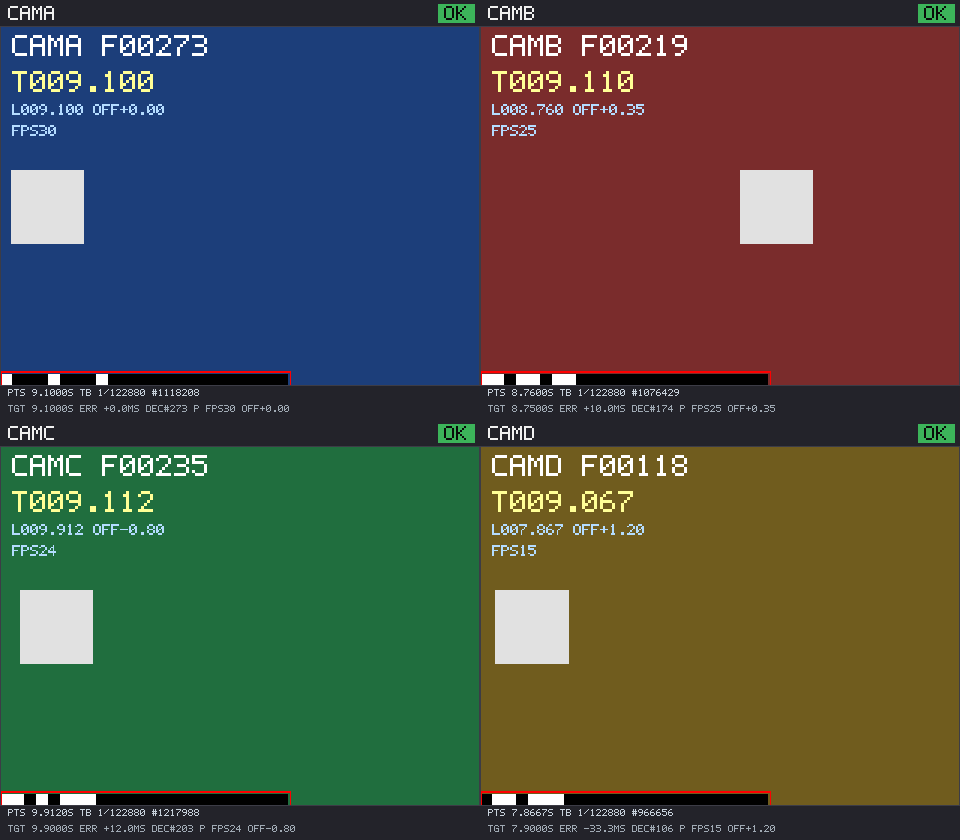 CAMA OK
CAMA F00273
T009.100
L009.100 OFF+0.00
FPS30
PTS 9.1000S TB 1/122880 #1118208
TGT 9.1000S ERR +0.0MS DEC#273 P FPS30 OFF+0.00
CAMB OK
CAMB F00219
T009.110
L008.760 OFF+0.35
FPS25
PTS 8.7600S TB 1/122880 #1076429
TGT 8.7500S ERR +10.0MS DEC#174 P FPS25 OFF+0.35
CAMC OK
CAMC F00235
T009.112
L009.912 OFF-0.80
FPS24
PTS 9.9120S TB 1/122880 #1217988
TGT 9.9000S ERR +12.0MS DEC#203 P FPS24 OFF-0.80
CAMD OK
CAMD F00118
T009.067
L007.867 OFF+1.20
FPS15
PTS 7.8667S TB 1/122880 #966656
TGT 7.9000S ERR -33.3MS DEC#106 P FPS15 OFF+1.20